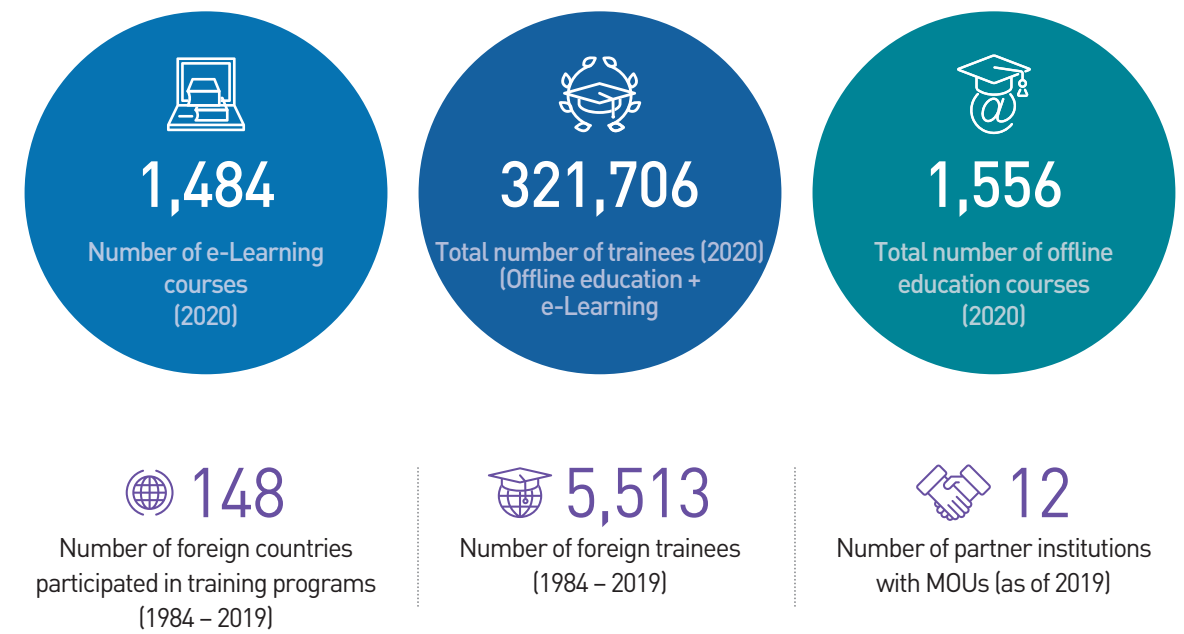 1,484
Number of e-Learning
courses
(2020)
321,706
Total number of trainees (2020)
(Offline education +
e-Learning
1,556
Total number of offline
education courses
(2020)
148
Number of foreign countries
participated in training programs
(1984 – 2019)
5,513
Number of foreign trainees
(1984 – 2019)
12
Number of partner institutions
with MOUs (as of 2019)